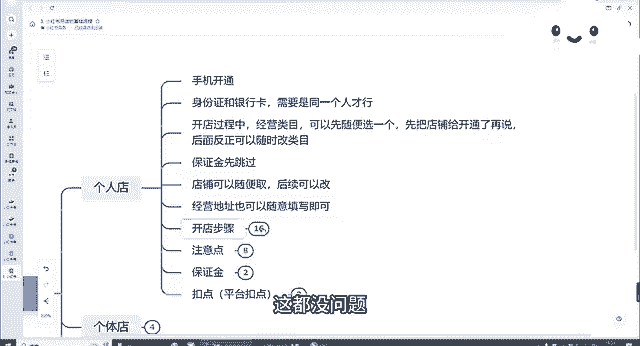 手机开通
身份证和银行卡，需要是同一个人才行
开店过程中，经营类目，可以先随便选一个，先把店铺给开通了再说，
后面反正可以随时改类目
保证金先跳过
个人店
店铺可以随便取，后续可以改
经营地址也可以随意填写即可
开店步骤 16
注意点 8
保证金 2
扣点（平台扣点）
这都没问题
个体店 4